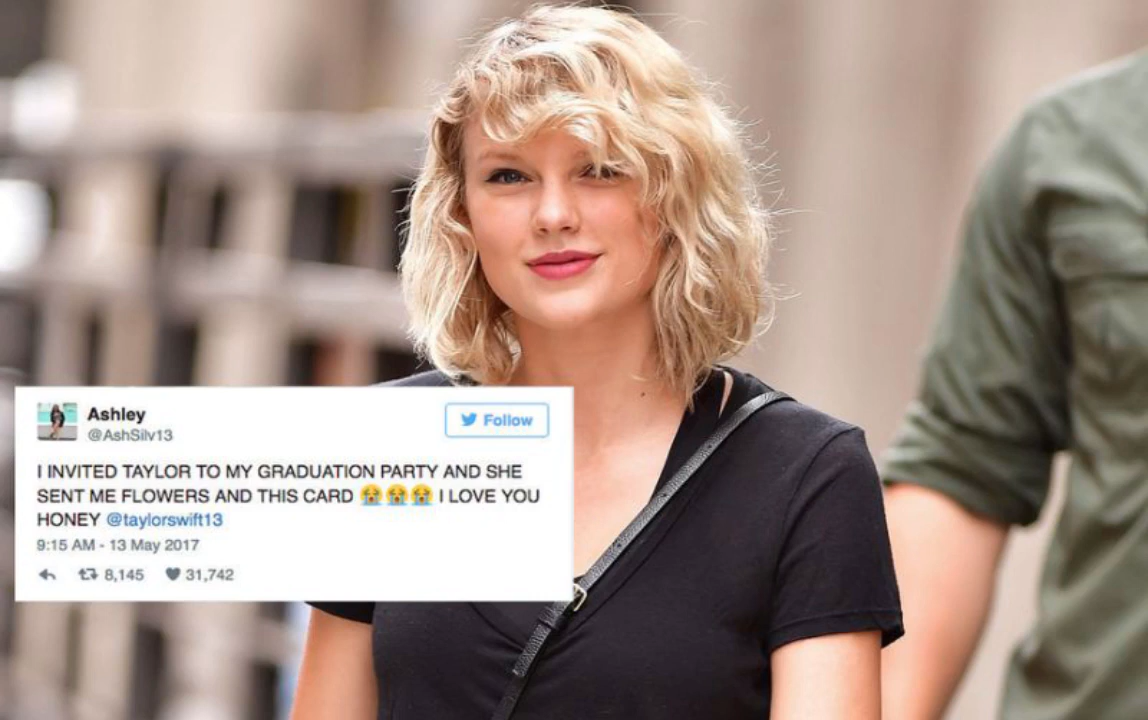 Ashley
Follow
@AshSilv13
I INVITED TAYLOR TO MY GRADUATION PARTY AND SHE
SENT ME FLOWERS AND THIS CARD 😭😭😭 I LOVE YOU
HONEY @taylorswift13
9:15 AM - 13 May 2017
8,145 31,742